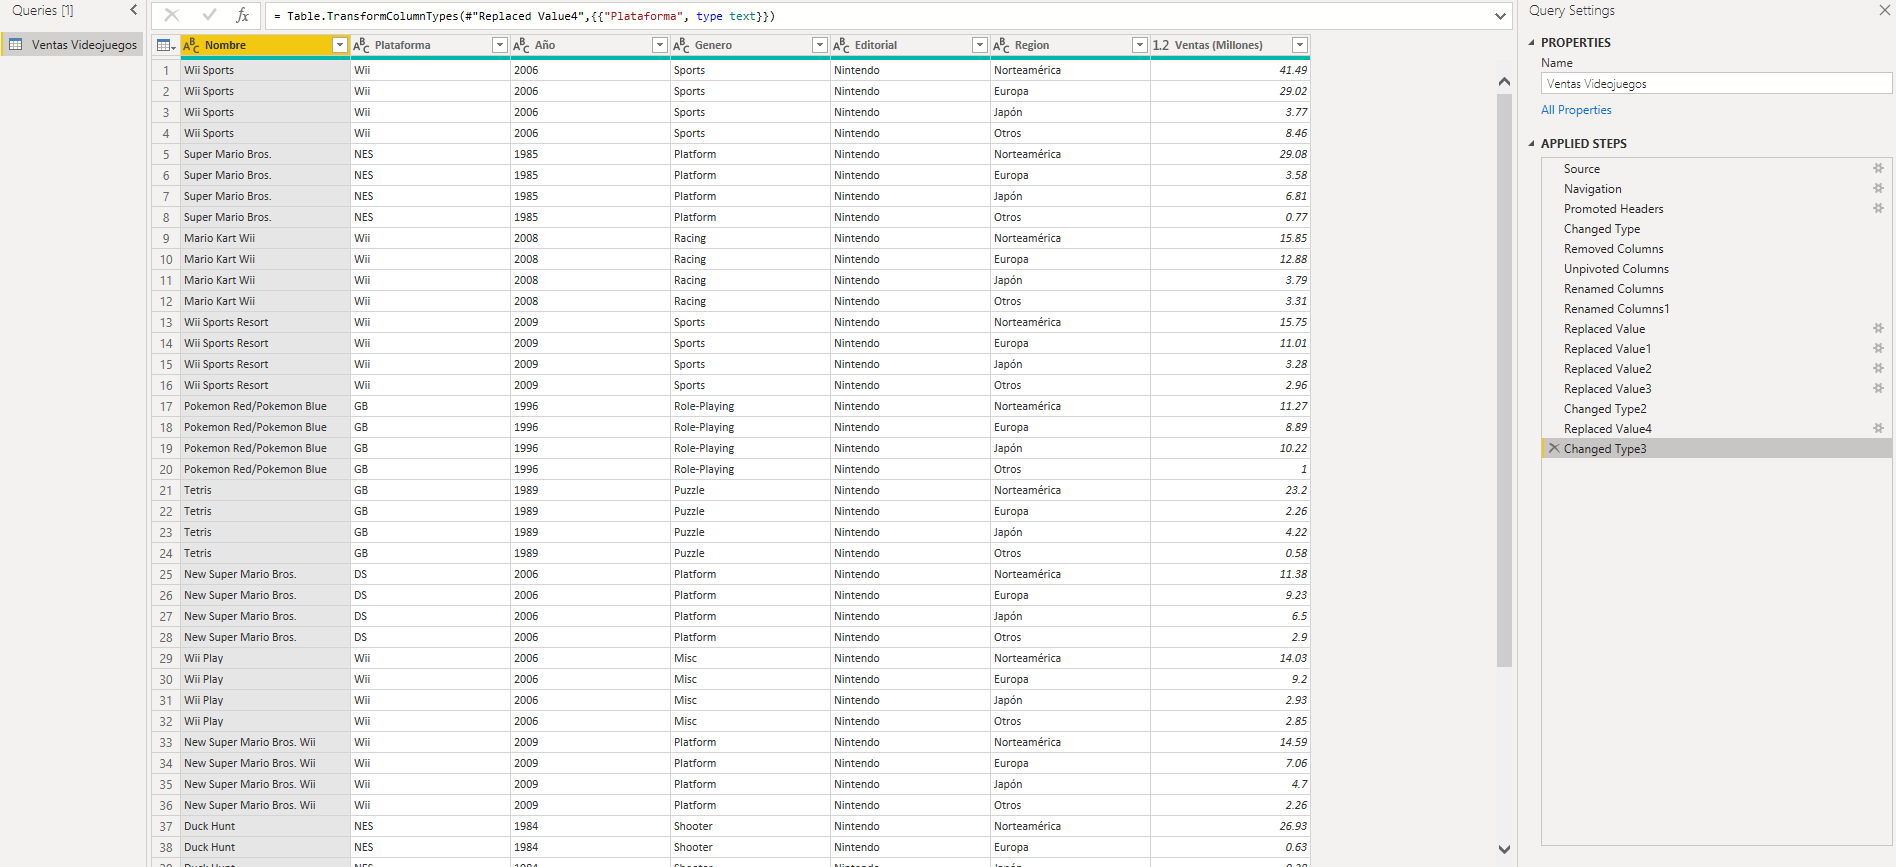 Queries [1]
Ventas Videojuegos
fx = Table.TransformColumnTypes(#"Replaced Value4",{{"Plataforma", type text}})
ABC Nombre ABC Plataforma ABC Año ABC Genero ABC Editorial ABC Region 1.2 Ventas (Millones)
1 Wii Sports Wii 2006 Sports Nintendo Norteamérica 41.49
2 Wii Sports Wii 2006 Sports Nintendo Europa 29.02
3 Wii Sports Wii 2006 Sports Nintendo Japón 3.77
4 Wii Sports Wii 2006 Sports Nintendo Otros 8.46
5 Super Mario Bros. NES 1985 Platform Nintendo Norteamérica 29.08
6 Super Mario Bros. NES 1985 Platform Nintendo Europa 3.58
7 Super Mario Bros. NES 1985 Platform Nintendo Japón 6.81
8 Super Mario Bros. NES 1985 Platform Nintendo Otros 0.77
9 Mario Kart Wii Wii 2008 Racing Nintendo Norteamérica 15.85
10 Mario Kart Wii Wii 2008 Racing Nintendo Europa 12.88
11 Mario Kart Wii Wii 2008 Racing Nintendo Japón 3.79
12 Mario Kart Wii Wii 2008 Racing Nintendo Otros 3.31
13 Wii Sports Resort Wii 2009 Sports Nintendo Norteamérica 15.75
14 Wii Sports Resort Wii 2009 Sports Nintendo Europa 11.01
15 Wii Sports Resort Wii 2009 Sports Nintendo Japón 3.28
16 Wii Sports Resort Wii 2009 Sports Nintendo Otros 2.96
17 Pokemon Red/Pokemon Blue GB 1996 Role-Playing Nintendo Norteamérica 11.27
18 Pokemon Red/Pokemon Blue GB 1996 Role-Playing Nintendo Europa 8.89
19 Pokemon Red/Pokemon Blue GB 1996 Role-Playing Nintendo Japón 10.22
20 Pokemon Red/Pokemon Blue GB 1996 Role-Playing Nintendo Otros 1
21 Tetris GB 1989 Puzzle Nintendo Norteamérica 23.2
22 Tetris GB 1989 Puzzle Nintendo Europa 2.26
23 Tetris GB 1989 Puzzle Nintendo Japón 4.22
24 Tetris GB 1989 Puzzle Nintendo Otros 0.58
25 New Super Mario Bros. DS 2006 Platform Nintendo Norteamérica 11.38
26 New Super Mario Bros. DS 2006 Platform Nintendo Europa 9.23
27 New Super Mario Bros. DS 2006 Platform Nintendo Japón 6.5
28 New Super Mario Bros. DS 2006 Platform Nintendo Otros 2.9
29 Wii Play Wii 2006 Misc Nintendo Norteamérica 14.03
30 Wii Play Wii 2006 Misc Nintendo Europa 9.2
31 Wii Play Wii 2006 Misc Nintendo Japón 2.93
32 Wii Play Wii 2006 Misc Nintendo Otros 2.85
33 New Super Mario Bros. Wii Wii 2009 Platform Nintendo Norteamérica 14.59
34 New Super Mario Bros. Wii Wii 2009 Platform Nintendo Europa 7.06
35 New Super Mario Bros. Wii Wii 2009 Platform Nintendo Japón 4.7
36 New Super Mario Bros. Wii Wii 2009 Platform Nintendo Otros 2.26
37 Duck Hunt NES 1984 Shooter Nintendo Norteamérica 26.93
38 Duck Hunt NES 1984 Shooter Nintendo Europa 0.63
Query Settings
PROPERTIES
Name
Ventas Videojuegos
All Properties
APPLIED STEPS
Source
Navigation
Promoted Headers
Changed Type
Removed Columns
Unpivoted Columns
Renamed Columns
Renamed Columns1
Replaced Value
Replaced Value1
Replaced Value2
Replaced Value3
Changed Type2
Replaced Value4
Changed Type3